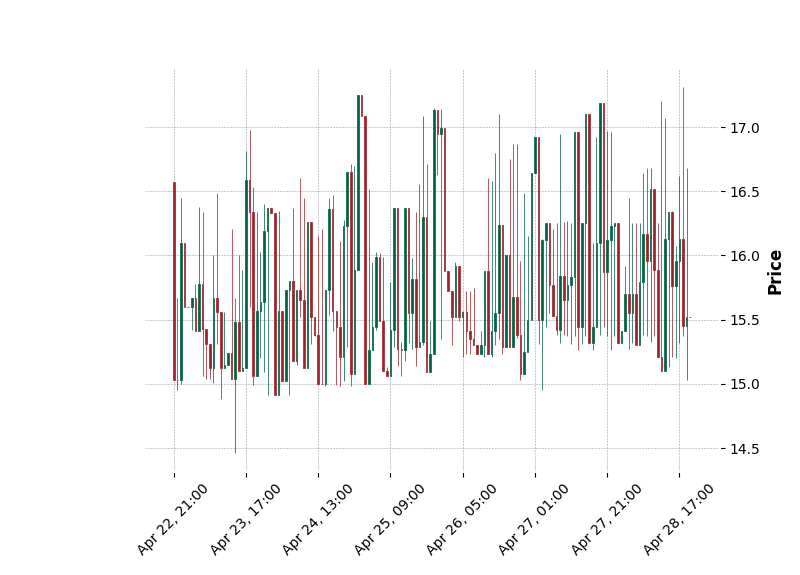 17.0
16.5
16.0
15.5
15.0
14.5
Price
Apr 22, 21:00
Apr 23, 17:00
Apr 24, 13:00
Apr 25, 09:00
Apr 26, 05:00
Apr 27, 01:00
Apr 27, 21:00
Apr 28, 17:00